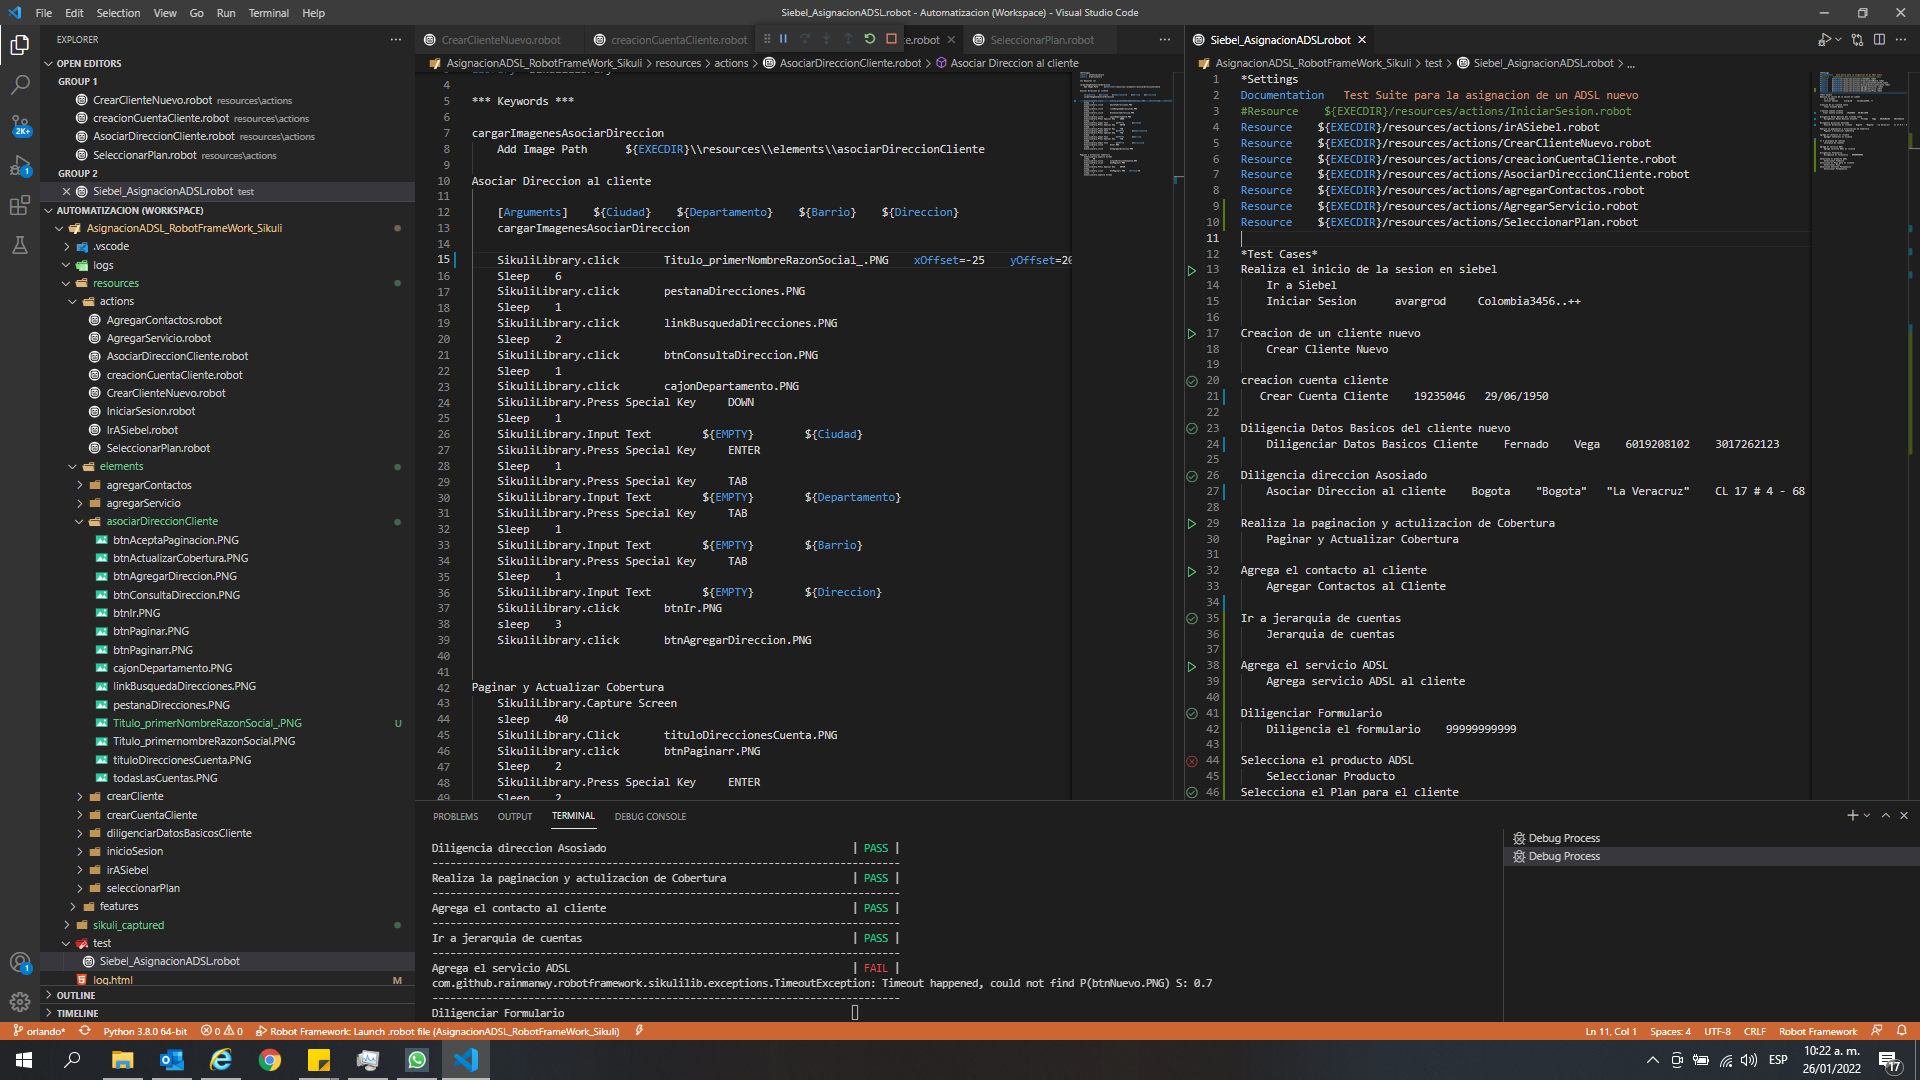 File Edit Selection View Go Run Terminal Help
Siebel_AsignacionADSL.robot - Automatizacion (Workspace) - Visual Studio Code
EXPLORER
OPEN EDITORS
GROUP 1
CrearClienteNuevo.robot resources\actions
creacionCuentaCliente.robot resources\actions
AsociarDireccionCliente.robot resources\actions
SeleccionarPlan.robot resources\actions
GROUP 2
Siebel_AsignacionADSL.robot test
AUTOMATIZACION (WORKSPACE)
AsignacionADSL_RobotFrameWork_Sikuli
.vscode
logs
resources
actions
AgregarContactos.robot
AgregarServicio.robot
AsociarDireccionCliente.robot
creacionCuentaCliente.robot
CrearClienteNuevo.robot
IniciarSesion.robot
IrASiebel.robot
SeleccionarPlan.robot
elements
agregarContactos
agregarServicio
asociarDireccionCliente
btnAceptaPaginacion.PNG
btnActualizarCobertura.PNG
btnAgregarDireccion.PNG
btnConsultaDireccion.PNG
btnIr.PNG
btnPaginar.PNG
btnPaginarr.PNG
cajonDepartamento.PNG
linkBusquedaDirecciones.PNG
pestanaDirecciones.PNG
Titulo_primerNombreRazonSocial_.PNG U
Titulo_primernombreRazonSocial.PNG
tituloDireccionesCuenta.PNG
todasLasCuentas.PNG
crearCliente
crearCuentaCliente
diligenciarDatosBasicosCliente
inicioSesion
irASiebel
seleccionarPlan
features
sikuli_captured
test
Siebel_AsignacionADSL.robot
log.html M
OUTLINE
TIMELINE
2K+
1
1
CrearClienteNuevo.robot creacionCuentaCliente.robot te.robot SeleccionarPlan.robot
AsignacionADSL_RobotFrameWork_Sikuli > resources > actions > AsociarDireccionCliente.robot > Asociar Direccion al cliente
4
5 *** Keywords ***
6
7 cargarImagenesAsociarDireccion
8 Add Image Path ${EXECDIR}\\resources\\elements\\asociarDireccionCliente
9
10 Asociar Direccion al cliente
11
12 [Arguments] ${Ciudad} ${Departamento} ${Barrio} ${Direccion}
13 cargarImagenesAsociarDireccion
14
15 SikuliLibrary.click Titulo_primerNombreRazonSocial_.PNG xOffset=-25 yOffset=20
16 Sleep 6
17 SikuliLibrary.click pestanaDirecciones.PNG
18 Sleep 1
19 SikuliLibrary.click linkBusquedaDirecciones.PNG
20 Sleep 2
21 SikuliLibrary.click btnConsultaDireccion.PNG
22 Sleep 1
23 SikuliLibrary.click cajonDepartamento.PNG
24 SikuliLibrary.Press Special Key DOWN
25 Sleep 1
26 SikuliLibrary.Input Text ${EMPTY} ${Ciudad}
27 SikuliLibrary.Press Special Key ENTER
28 Sleep 1
29 SikuliLibrary.Press Special Key TAB
30 SikuliLibrary.Input Text ${EMPTY} ${Departamento}
31 SikuliLibrary.Press Special Key TAB
32 Sleep 1
33 SikuliLibrary.Input Text ${EMPTY} ${Barrio}
34 SikuliLibrary.Press Special Key TAB
35 Sleep 1
36 SikuliLibrary.Input Text ${EMPTY} ${Direccion}
37 SikuliLibrary.click btnIr.PNG
38 sleep 3
39 SikuliLibrary.click btnAgregarDireccion.PNG
40
41
42 Paginar y Actualizar Cobertura
43 SikuliLibrary.Capture Screen
44 sleep 40
45 SikuliLibrary.Click tituloDireccionesCuenta.PNG
46 SikuliLibrary.click btnPaginarr.PNG
47 Sleep 2
48 SikuliLibrary.Press Special Key ENTER
49 Sleep 2
Siebel_AsignacionADSL.robot
AsignacionADSL_RobotFrameWork_Sikuli > test > Siebel_AsignacionADSL.robot > ...
1 *Settings
2 Documentation Test Suite para la asignacion de un ADSL nuevo
3 #Resource ${EXECDIR}/resources/actions/IniciarSesion.robot
4 Resource ${EXECDIR}/resources/actions/irASiebel.robot
5 Resource ${EXECDIR}/resources/actions/CrearClienteNuevo.robot
6 Resource ${EXECDIR}/resources/actions/creacionCuentaCliente.robot
7 Resource ${EXECDIR}/resources/actions/AsociarDireccionCliente.robot
8 Resource ${EXECDIR}/resources/actions/agregarContactos.robot
9 Resource ${EXECDIR}/resources/actions/AgregarServicio.robot
10 Resource ${EXECDIR}/resources/actions/SeleccionarPlan.robot
11
12 *Test Cases*
13 Realiza el inicio de la sesion en siebel
14 Ir a Siebel
15 Iniciar Sesion avargrod Colombia3456..++
16
17 Creacion de un cliente nuevo
18 Crear Cliente Nuevo
19
20 creacion cuenta cliente
21 Crear Cuenta Cliente 19235046 29/06/1950
22
23 Diligencia Datos Basicos del cliente nuevo
24 Diligenciar Datos Basicos Cliente Fernado Vega 6019208102 3017262123
25
26 Diligencia direccion Asosiado
27 Asociar Direccion al cliente Bogota "Bogota" "La Veracruz" CL 17 # 4 - 68
28
29 Realiza la paginacion y actulizacion de Cobertura
30 Paginar y Actualizar Cobertura
31
32 Agrega el contacto al cliente
33 Agregar Contactos al Cliente
34
35 Ir a jerarquia de cuentas
36 Jerarquia de cuentas
37
38 Agrega el servicio ADSL
39 Agrega servicio ADSL al cliente
40
41 Diligenciar Formulario
42 Diligencia el formulario 99999999999
43
44 Selecciona el producto ADSL
45 Seleccionar Producto
46 Selecciona el Plan para el cliente
PROBLEMS OUTPUT TERMINAL DEBUG CONSOLE
Diligencia direccion Asosiado | PASS |
------------------------------------------------------------------------------
Realiza la paginacion y actulizacion de Cobertura | PASS |
------------------------------------------------------------------------------
Agrega el contacto al cliente | PASS |
------------------------------------------------------------------------------
Ir a jerarquia de cuentas | PASS |
------------------------------------------------------------------------------
Agrega el servicio ADSL | FAIL |
com.github.rainmanwy.robotframework.sikulilib.exceptions.TimeoutException: Timeout happened, could not find P(btnNuevo.PNG) S: 0.7
------------------------------------------------------------------------------
Diligenciar Formulario
Debug Process
Debug Process
orlando* Python 3.8.0 64-bit 0 0 Robot Framework: Launch .robot file (AsignacionADSL_RobotFrameWork_Sikuli)
Ln 11, Col 1 Spaces: 4 UTF-8 CRLF Robot Framework
ESP
10:22 a. m.
26/01/2022
17